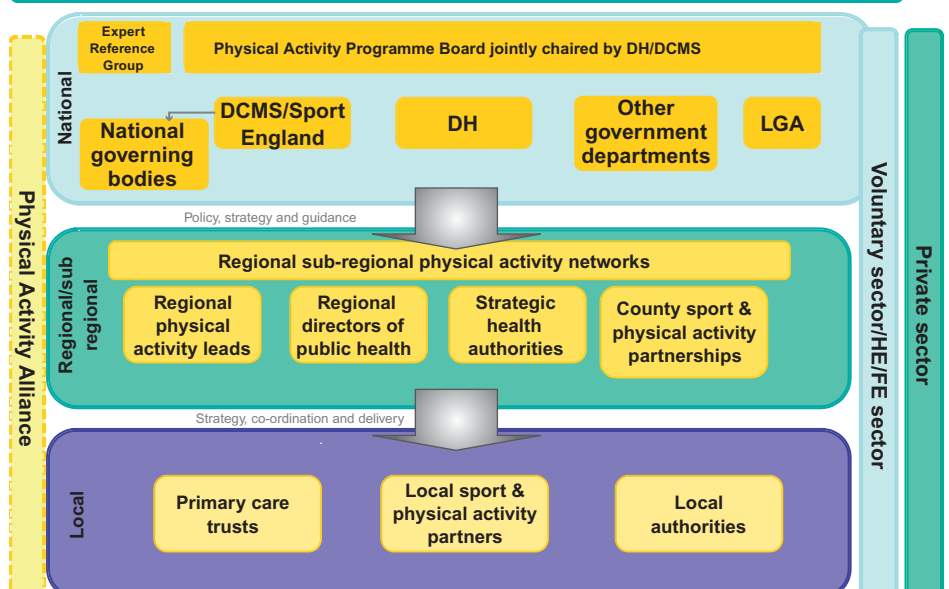 Expert
Reference
Group
Physical Activity Programme Board jointly chaired by DH/DCMS
National
DCMS/Sport
England
National
governing
bodies
DH
Other
government
departments
LGA
Policy, strategy and guidance
Regional/sub
regional
Regional sub-regional physical activity networks
Regional
physical
activity leads
Regional
directors of
public health
Strategic
health
authorities
County sport &
physical activity
partnerships
Strategy, co-ordination and delivery
Local
Primary care
trusts
Local sport &
physical activity
partners
Local
authorities
Physical Activity Alliance
Voluntary sector/HE/FE sector
Private sector